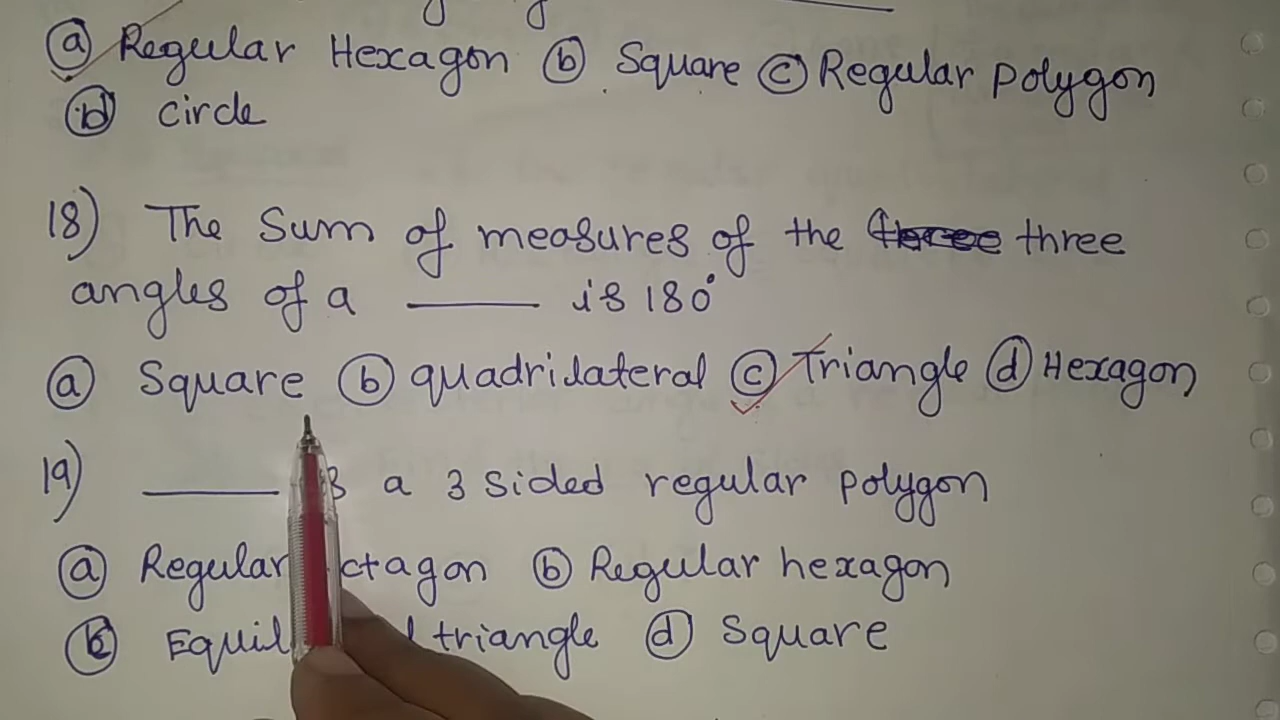 ⓐ Regular Hexagon ⓑ Square ⓒ Regular polygon
ⓓ circle
18) The Sum of measures of the three
angles of a ______ is 180°
ⓐ Square ⓑ quadrilateral ⓒ Triangle ⓓ Hexagon
19) ______ a 3 sided regular polygon
ⓐ Regular ⓑ Regular hexagon
ⓒ triangle ⓓ Square